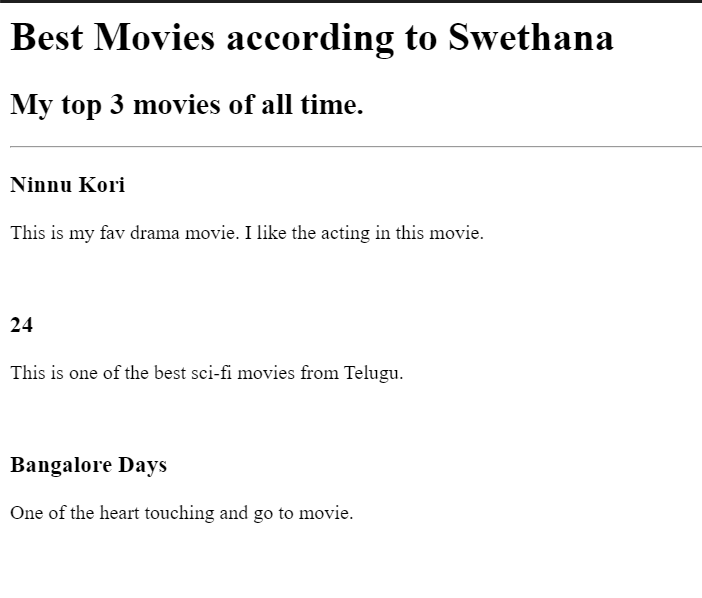 Best Movies according to Swethana
My top 3 movies of all time.
Ninnu Kori
This is my fav drama movie. I like the acting in this movie.
24
This is one of the best sci-fi movies from Telugu.
Bangalore Days
One of the heart touching and go to movie.